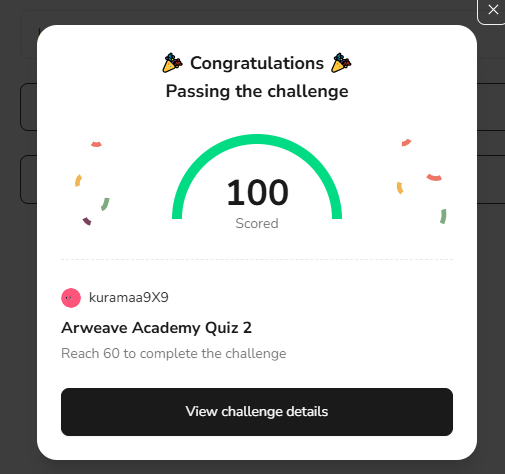 Congratulations
Passing the challenge
100
Scored
kuramaa9X9
Arweave Academy Quiz 2
Reach 60 to complete the challenge
View challenge details